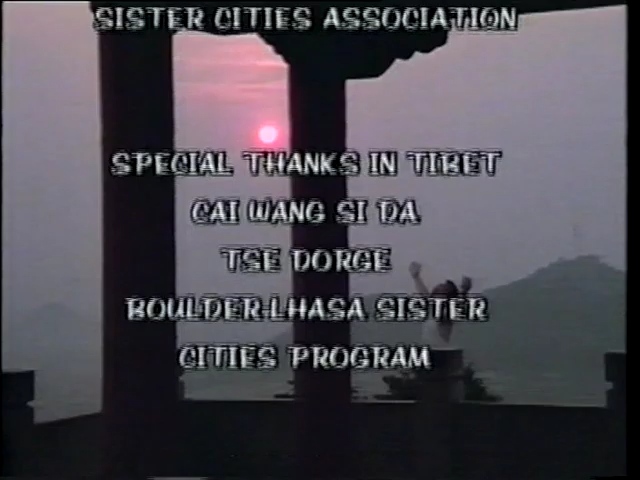 SISTER CITIES ASSOCIATION
SPECIAL THANKS IN TIBET
CAI WANG SI DA
TSE DORGE
BOULDER-LHASA SISTER
CITIES PROGRAM